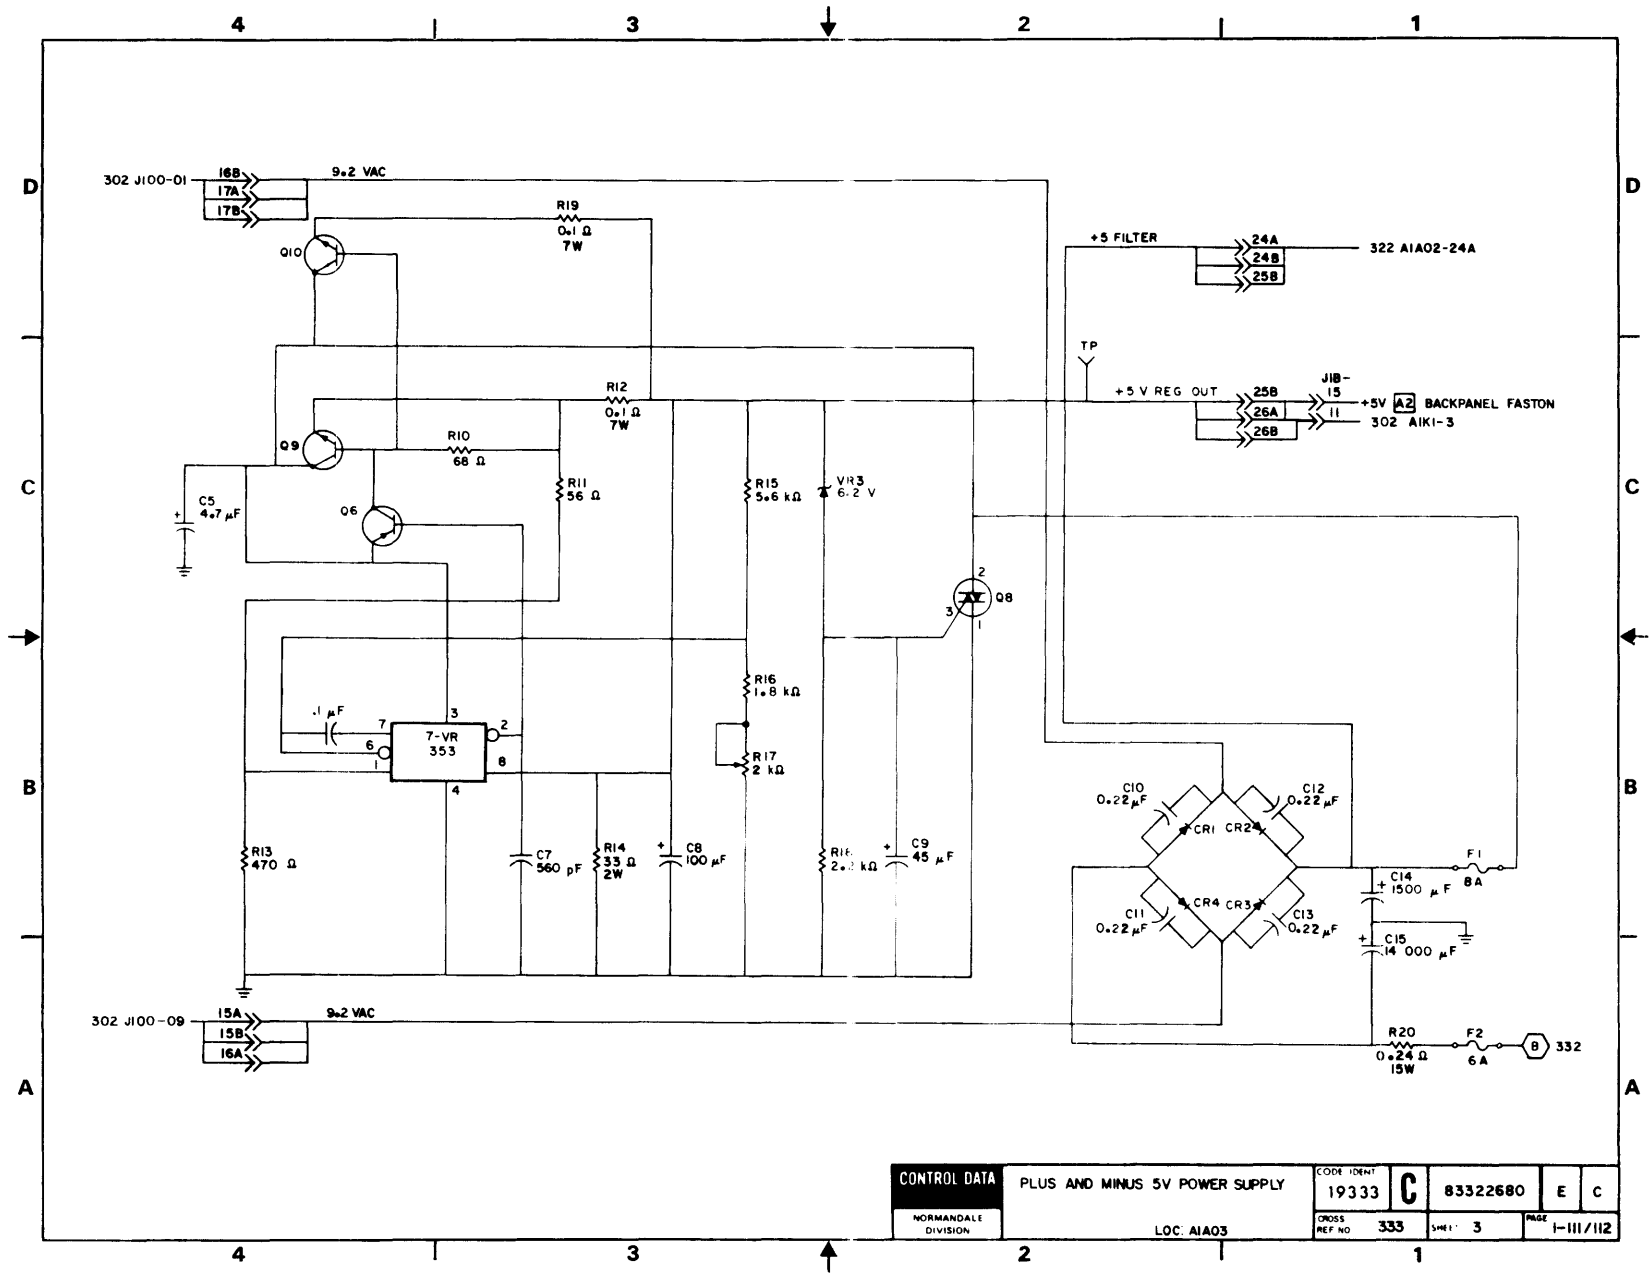 4 3 2 1
D D
302 J100-01
16B
17A
17B
9.2 VAC
R19
0.1 Ω
7W
Q10
+5 FILTER
24A
24B
25B
322 A1A02-24A
TP
R12
0.1 Ω
7W
+5 V REG OUT
25B
26A
26B
J1B-
15
11
+5V A2 BACKPANEL FASTON
302 A1K1-3
Q9
R10
68 Ω
C C
C5
+ 4.7 μF
Q6
R11
56 Ω
R15
5.6 kΩ
VR3
6.2 V
2
3
1
Q8
R16
1.8 kΩ
.1 μF
7
6
1
3
7-VR
353
2
8
4
R17
2 kΩ
B B
C10
0.22 μF
C12
0.22 μF
CR1
CR2
R13
470 Ω
C7
560 pF
R14
33 Ω
2W
+ C8
100 μF
kΩ
+ C9
45 μF
F1
8A
+ C14
1500 μF
CR4
CR3
C11
0.22 μF
C13
0.22 μF
+ C15
14 000 μF
302 J100-09
15A
15B
16A
9.2 VAC
R20
0.24 Ω
15W
F2
6A
B 332
A A
CONTROL DATA
NORMANDALE
DIVISION
PLUS AND MINUS 5V POWER SUPPLY
LOC: A1A03
CODE IDENT
19333
C
83322680
E
C
CROSS
REF NO 333
3
PAGE 1-111/112
4 3 2 1